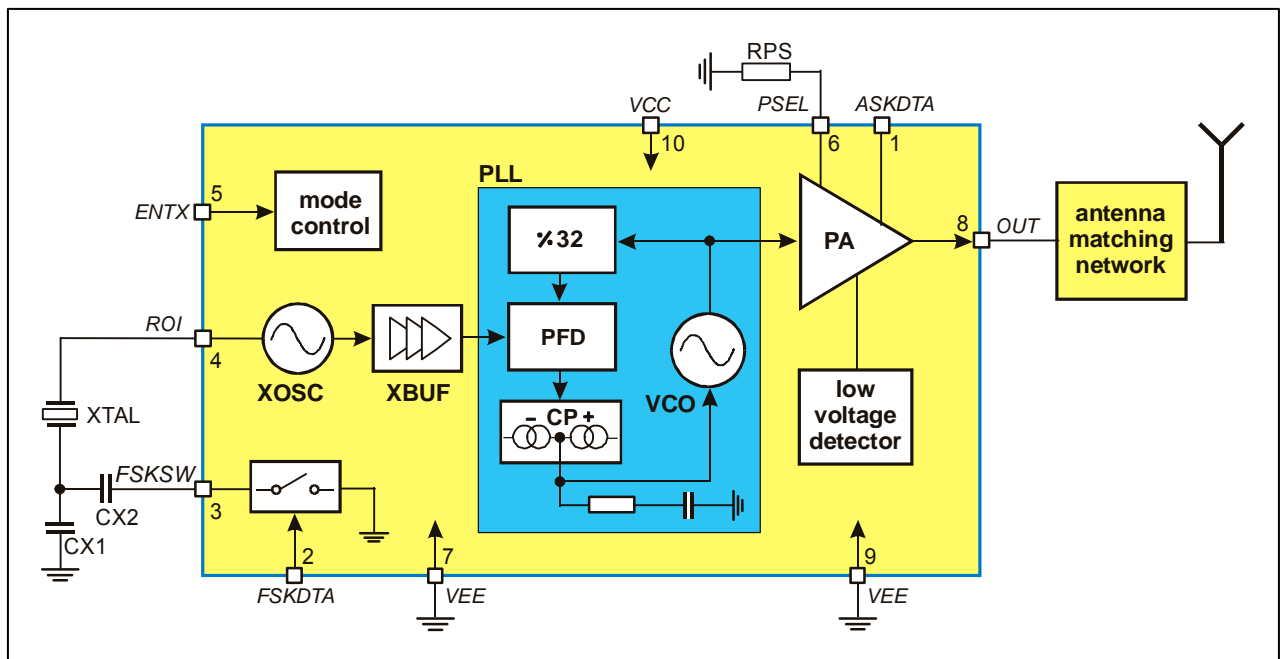 RPS
VCC
PSEL
ASKDTA
10
6
1
PLL
5
ENTX
mode
control
⁒32
PA
8
OUT
antenna
matching
network
ROI
4
XOSC
XBUF
PFD
VCO
low
voltage
detector
XTAL
- CP +
FSKSW
3
CX2
CX1
2
7
9
FSKDTA
VEE
VEE